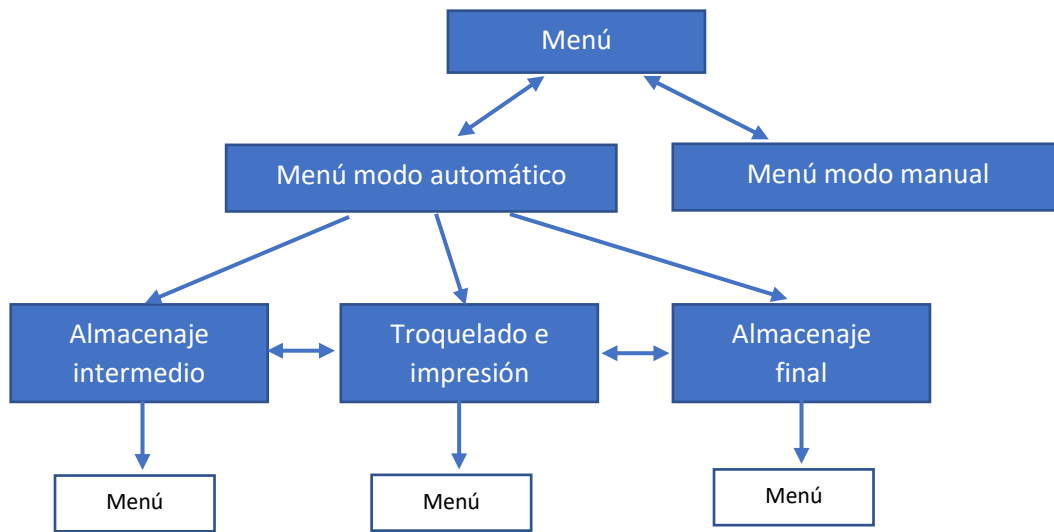 Menú
Menú modo automático
Menú modo manual
Almacenaje
intermedio
Troquelado e
impresión
Almacenaje
final
Menú
Menú
Menú